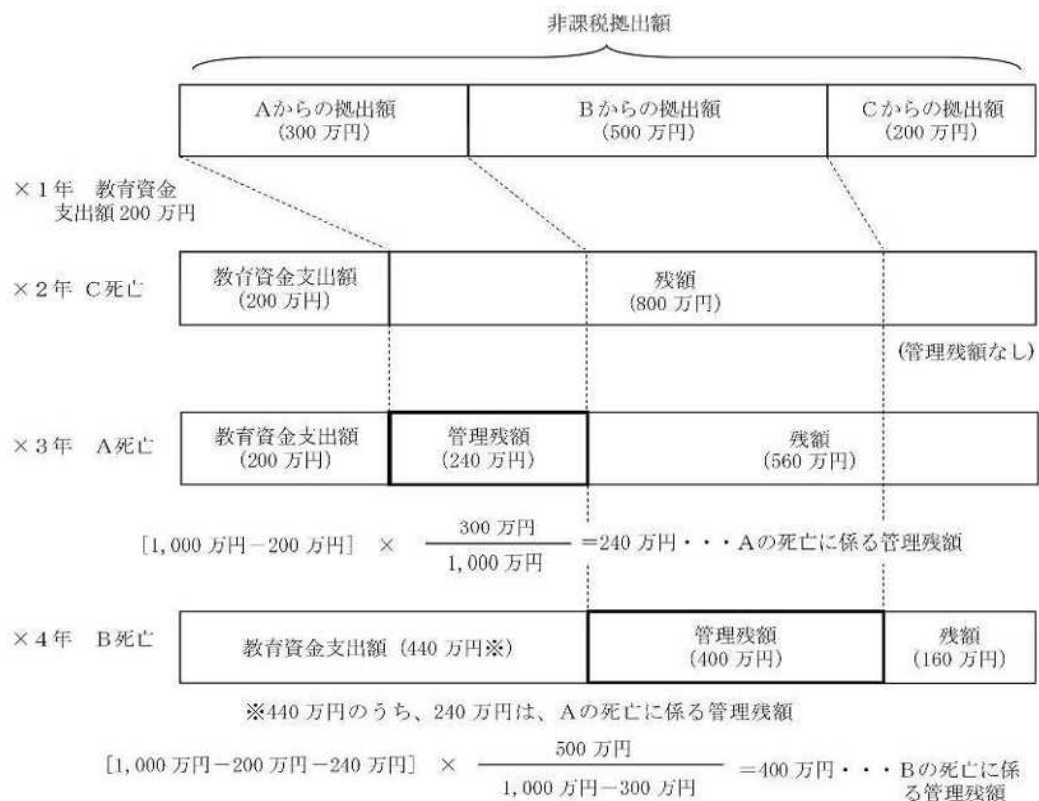 非課税拠出額
Aからの拠出額
(300 万円)
Bからの拠出額
(500 万円)
Cからの拠出額
(200 万円)
×1年 教育資金
支出額 200 万円
×2年 C死亡
教育資金支出額
(200 万円)
残額
(800 万円)
(管理残額なし)
×3年 A死亡
教育資金支出額
(200 万円)
管理残額
(240 万円)
残額
(560 万円)
[1,000 万円-200 万円] × 300 万円
1,000 万円
=240 万円・・・Aの死亡に係る管理残額
×4年 B死亡
教育資金支出額 (440 万円※)
管理残額
(400 万円)
残額
(160 万円)
※440 万円のうち、240 万円は、Aの死亡に係る管理残額
[1,000 万円-200 万円-240 万円] × 500 万円
1,000 万円-300 万円
=400 万円・・・Bの死亡に係
る管理残額